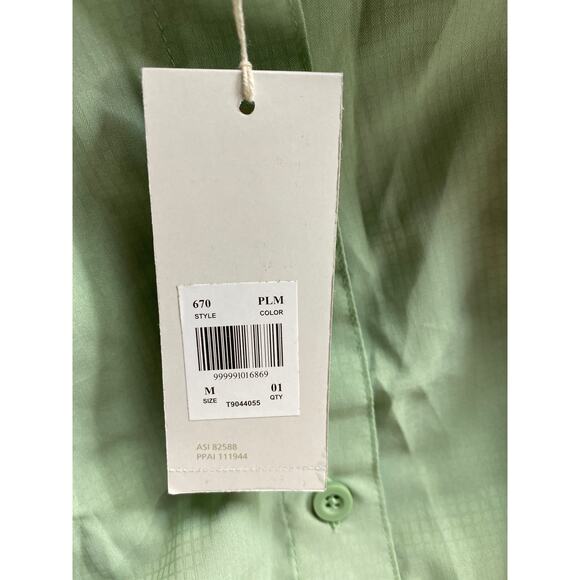 670 PLM
STYLE COLOR
999991016869
M 01
SIZE T9044055 QTY
ASI 82588
PPAI 111944